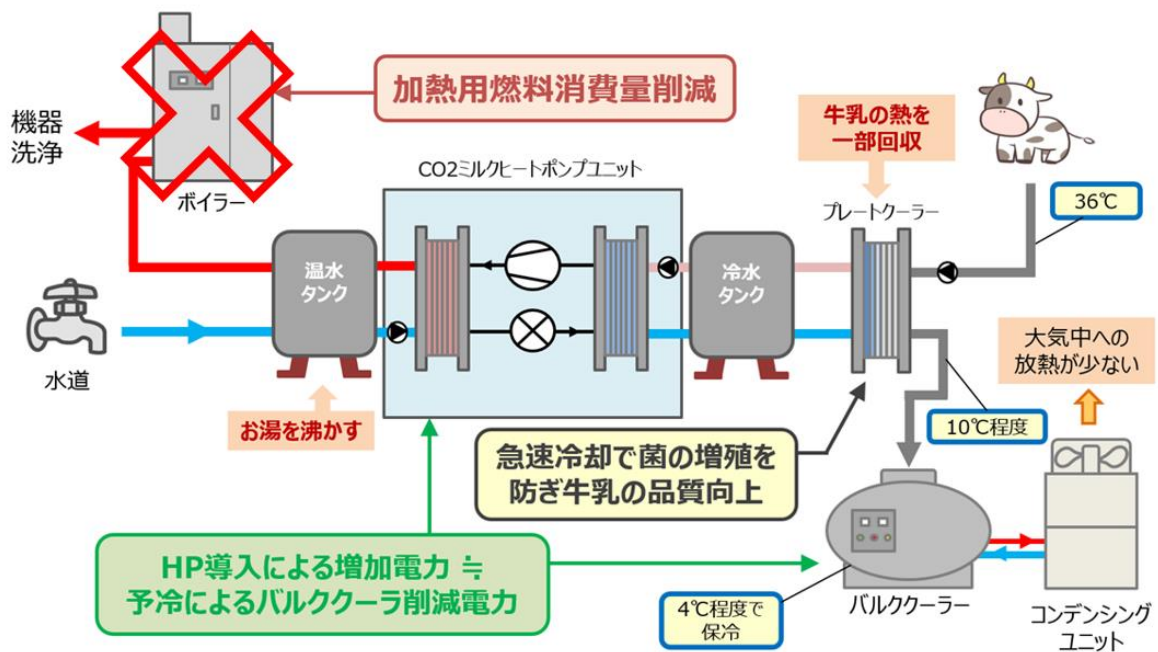 加熱用燃料消費量削減
機器
洗浄
ボイラー
牛乳の熱を
一部回収
CO2ミルクヒートポンプユニット
プレートクーラー
36℃
温水
タンク
冷水
タンク
水道
お湯を沸かす
大気中への
放熱が少ない
10℃程度
急速冷却で菌の増殖を
防ぎ牛乳の品質向上
HP導入による増加電力 ≒
予冷によるバルククーラ削減電力
4℃程度で
保冷
バルククーラー
コンデンシング
ユニット